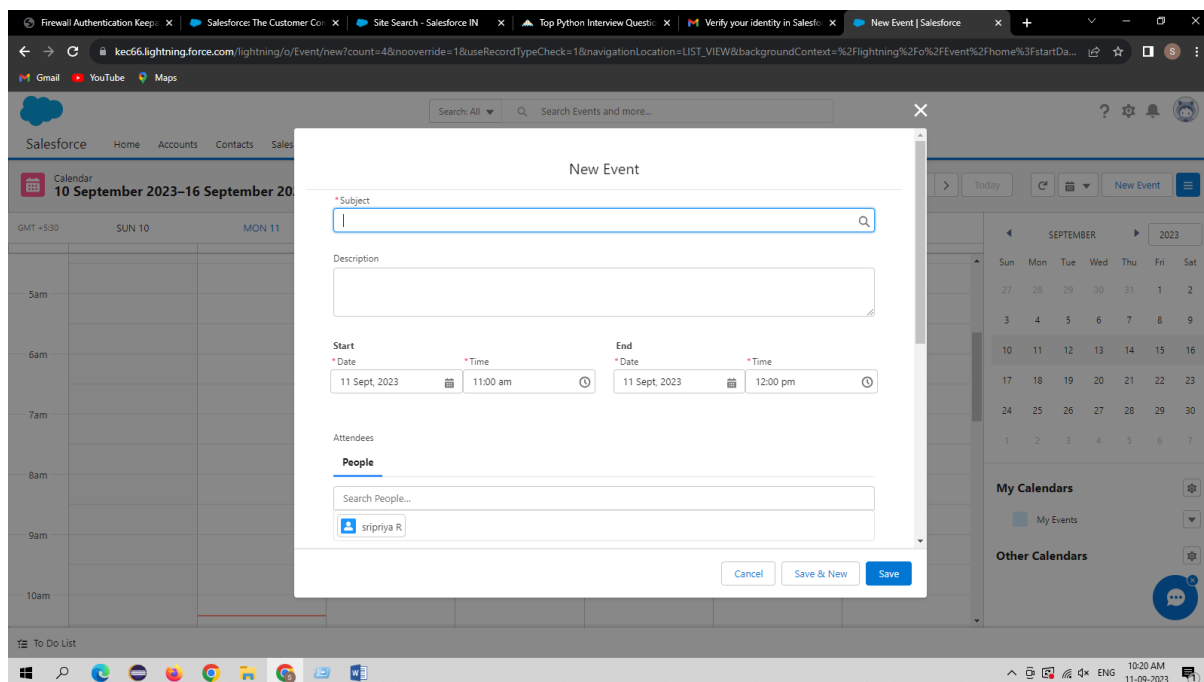 Firewall Authentication Keepa Salesforce: The Customer Con Site Search - Salesforce IN Top Python Interview Questio Verify your identity in Salesfo New Event | Salesforce
kec66.lightning.force.com/lightning/o/Event/new?count=4&nooverride=1&useRecordTypeCheck=1&navigationLocation=LIST_VIEW&backgroundContext=%2Flightning%2Fo%2FEvent%2Fhome%3FstartDa...
S
Gmail YouTube Maps
Search: All Search Events and more...
Salesforce Home Accounts Contacts Sales
Calendar
10 September 2023–16 September 20
Today New Event
GMT +5:30 SUN 10 MON 11
5am
6am
7am
8am
9am
10am
New Event
*Subject
Description
Start End
*Date *Time *Date *Time
11 Sept, 2023 11:00 am 11 Sept, 2023 12:00 pm
Attendees
People
Search People...
sripriya R
Cancel Save & New Save
SEPTEMBER 2023
Sun Mon Tue Wed Thu Fri Sat
27 28 29 30 31 1 2
3 4 5 6 7 8 9
10 11 12 13 14 15 16
17 18 19 20 21 22 23
24 25 26 27 28 29 30
1 2 3 4 5 6 7
My Calendars
My Events
Other Calendars
To Do List
ENG 10:20 AM
11-09-2023